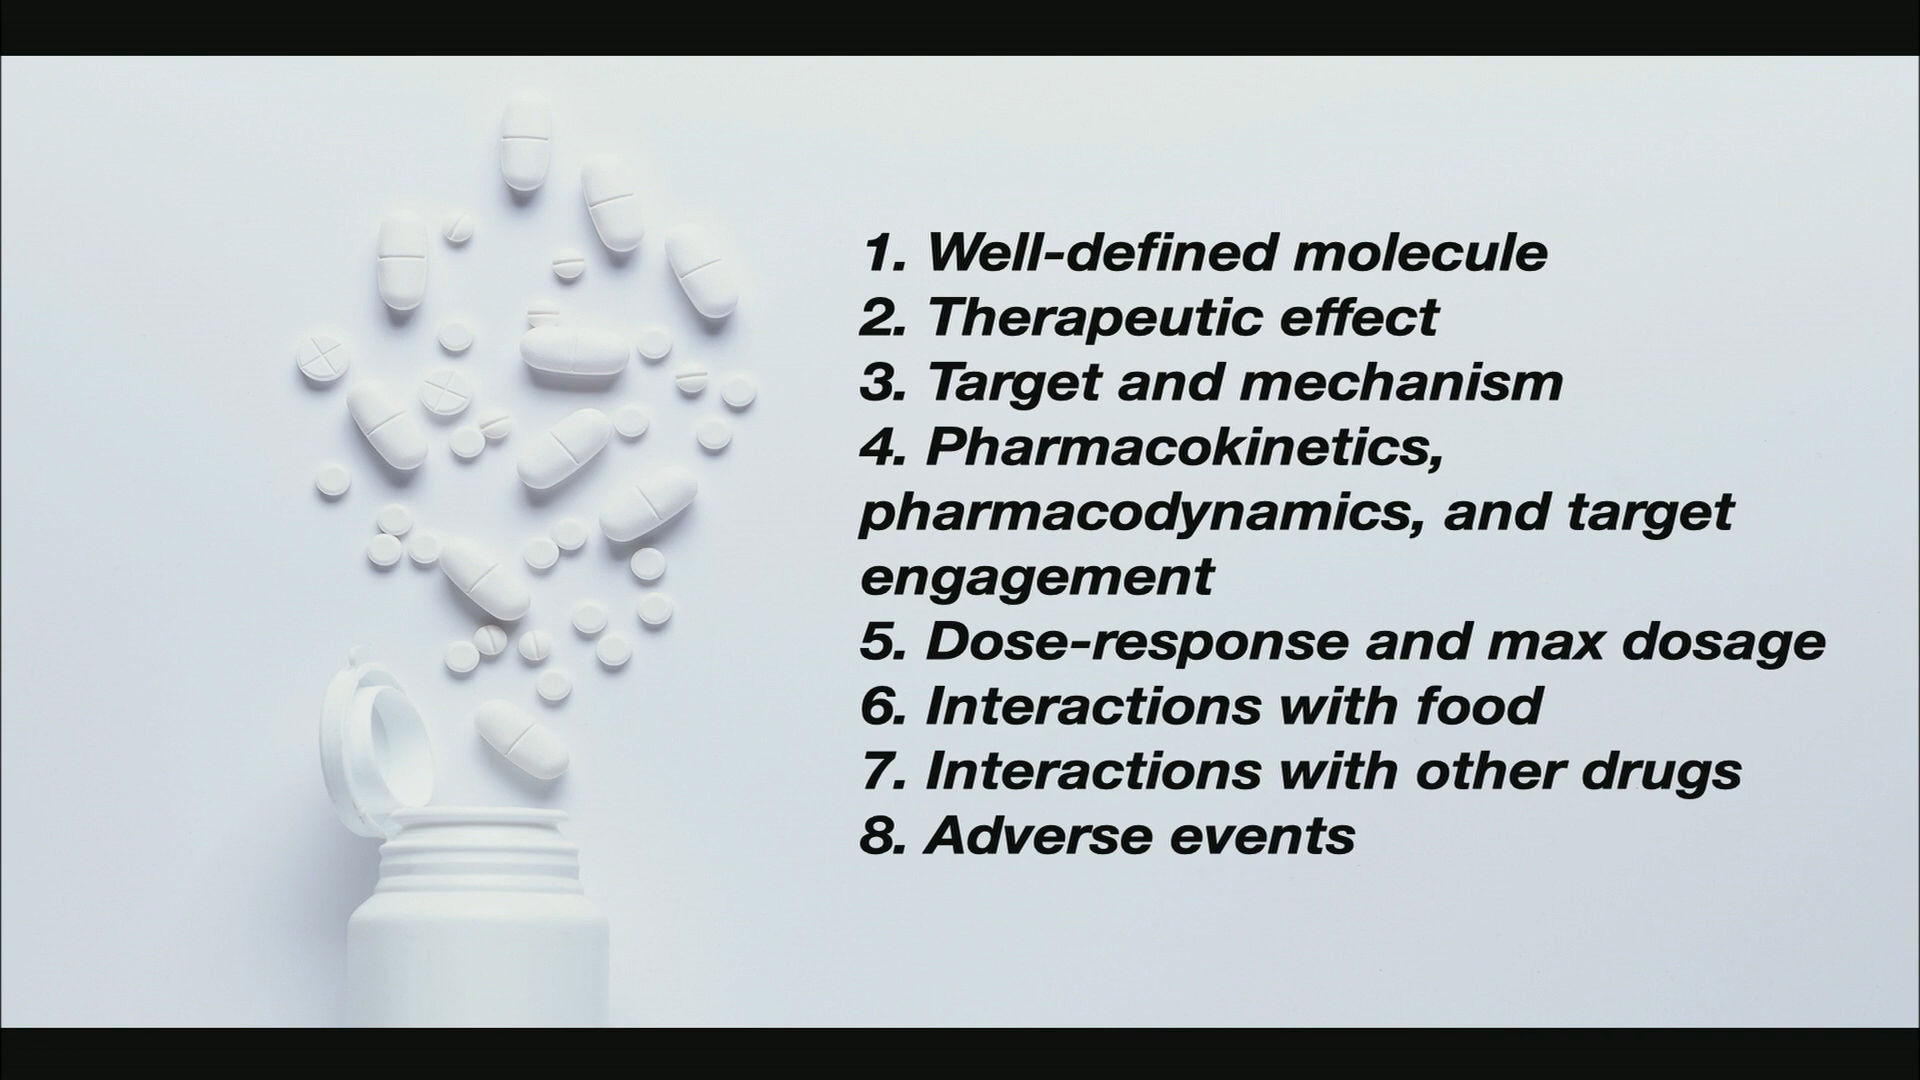 1. Well-defined molecule
2. Therapeutic effect
3. Target and mechanism
4. Pharmacokinetics,
pharmacodynamics, and target
engagement
5. Dose-response and max dosage
6. Interactions with food
7. Interactions with other drugs
8. Adverse events